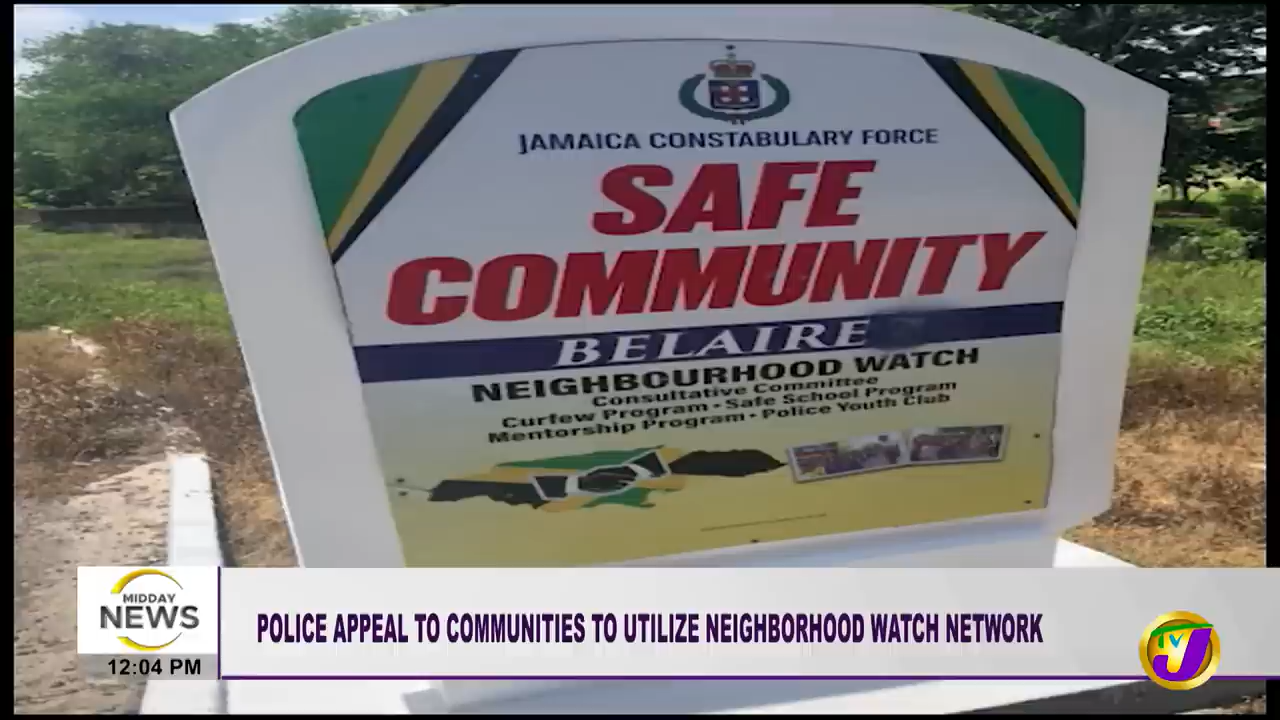 JAMAICA CONSTABULARY FORCE
SAFE
COMMUNITY
BELAIRE
NEIGHBOURHOOD WATCH
Consultative Committee
Curfew Program • Safe School Program
Mentorship Program • Police Youth Club
MIDDAY
NEWS
12:04 PM
POLICE APPEAL TO COMMUNITIES TO UTILIZE NEIGHBORHOOD WATCH NETWORK
TVJ